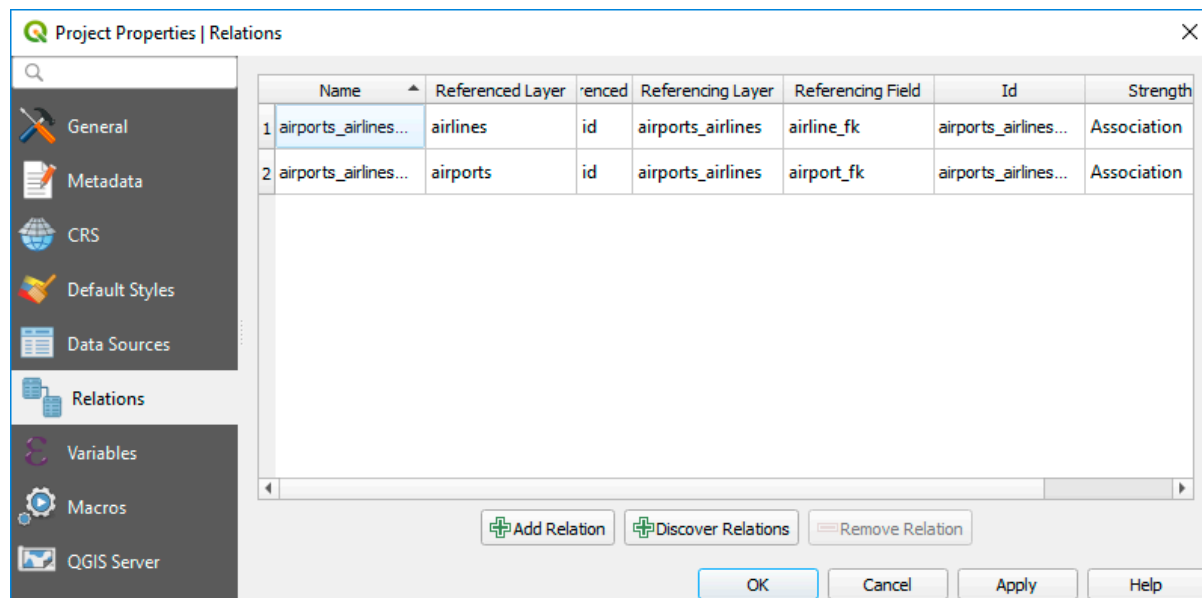 Project Properties | Relations
General
Metadata
CRS
Default Styles
Data Sources
Relations
Variables
Macros
QGIS Server
Name Referenced Layer renced Referencing Layer Referencing Field Id Strength
1 airports_airlines... airlines id airports_airlines airline_fk airports_airlines... Association
2 airports_airlines... airports id airports_airlines airport_fk airports_airlines... Association
Add Relation Discover Relations Remove Relation
OK Cancel Apply Help